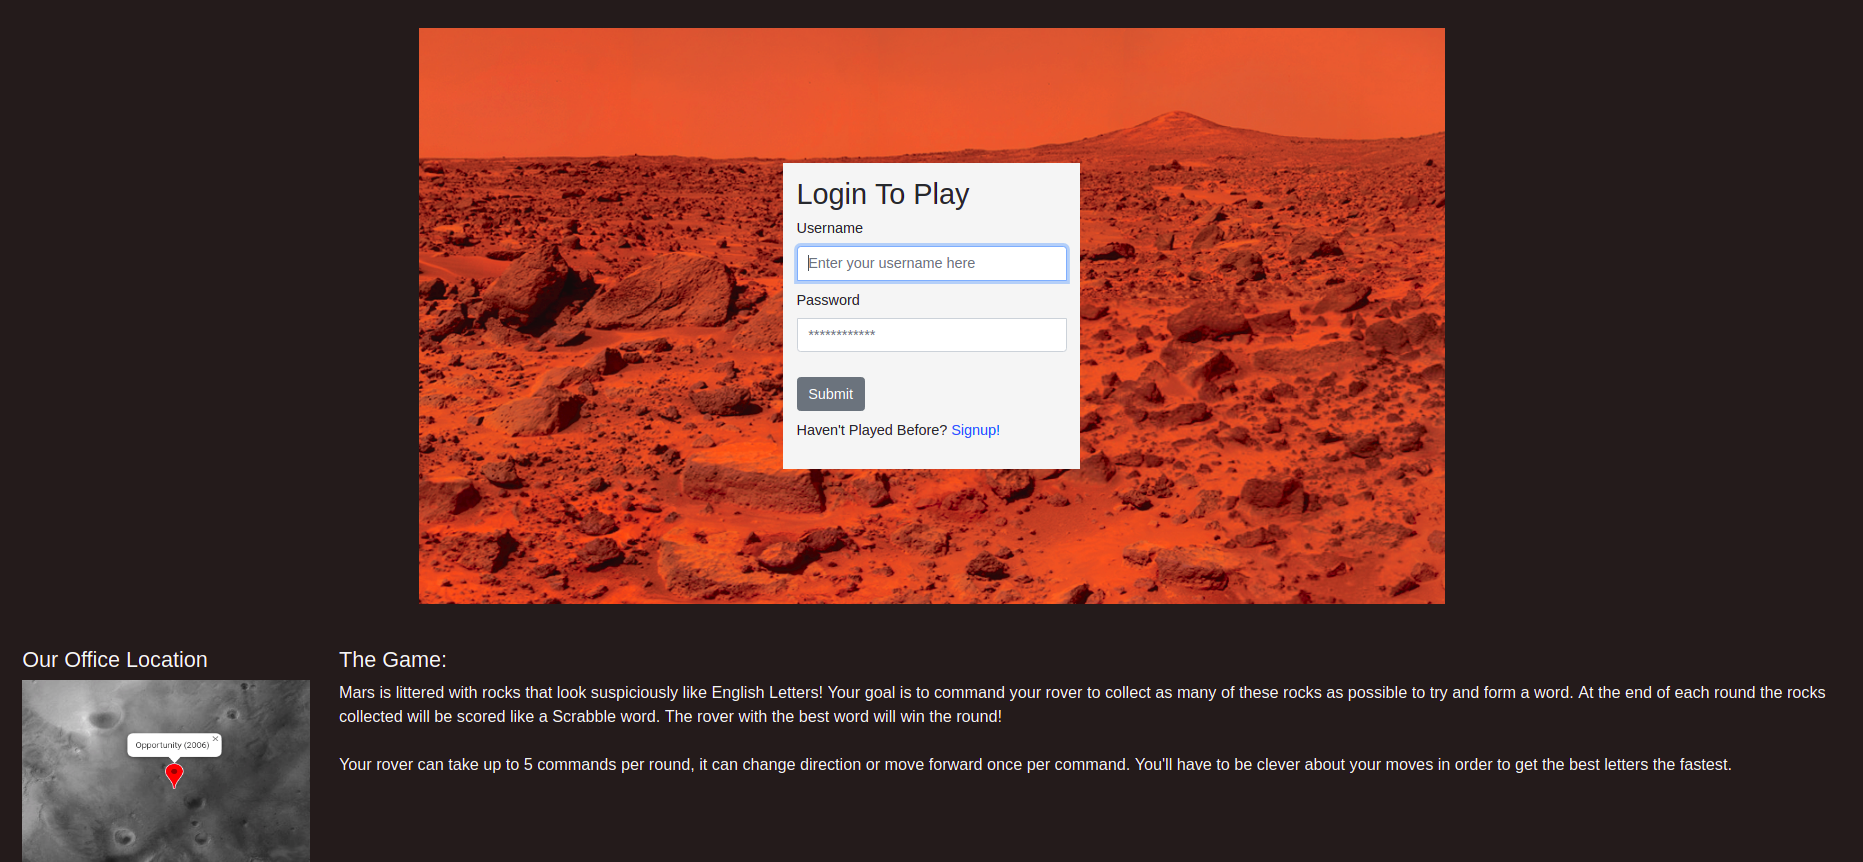 Login To Play
Username
Enter your username here
Password
************
Submit
Haven't Played Before? Signup!
Our Office Location
Opportunity (2006) ×
The Game:
Mars is littered with rocks that look suspiciously like English Letters! Your goal is to command your rover to collect as many of these rocks as possible to try and form a word. At the end of each round the rocks
collected will be scored like a Scrabble word. The rover with the best word will win the round!
Your rover can take up to 5 commands per round, it can change direction or move forward once per command. You'll have to be clever about your moves in order to get the best letters the fastest.